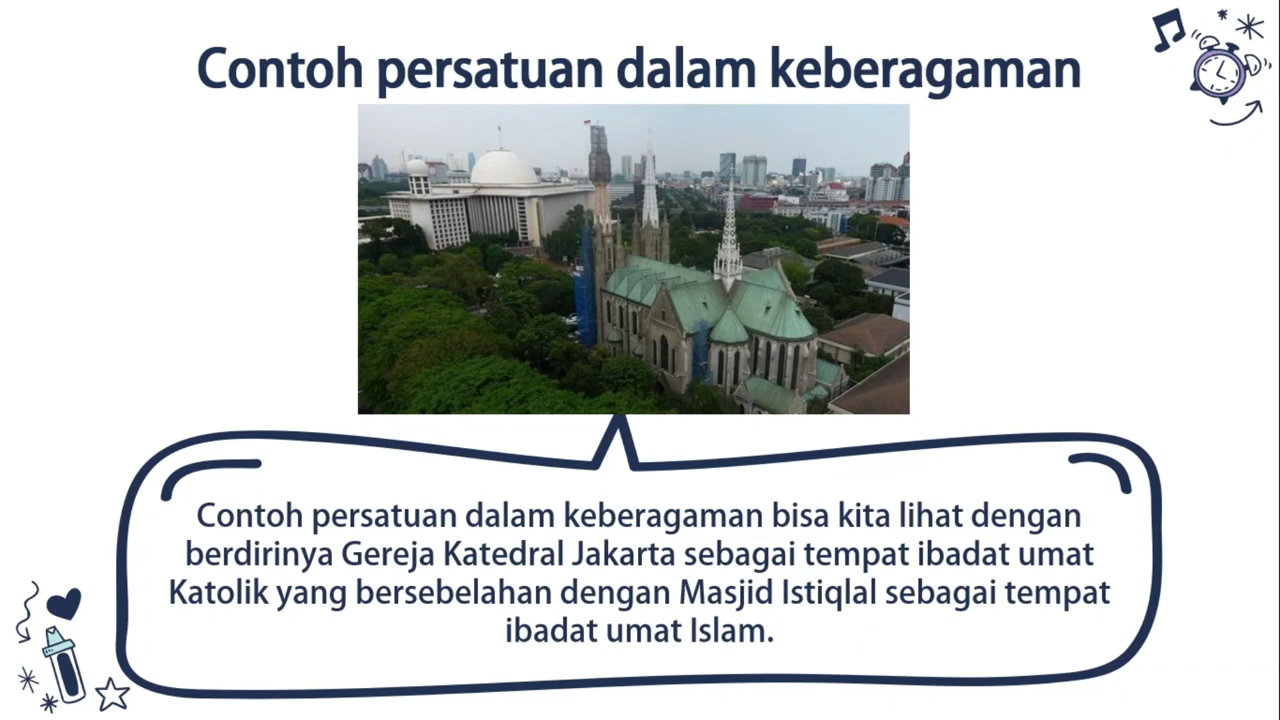 Contoh persatuan dalam keberagaman
Contoh persatuan dalam keberagaman bisa kita lihat dengan
berdirinya Gereja Katedral Jakarta sebagai tempat ibadat umat
Katolik yang bersebelahan dengan Masjid Istiqlal sebagai tempat
ibadat umat Islam.